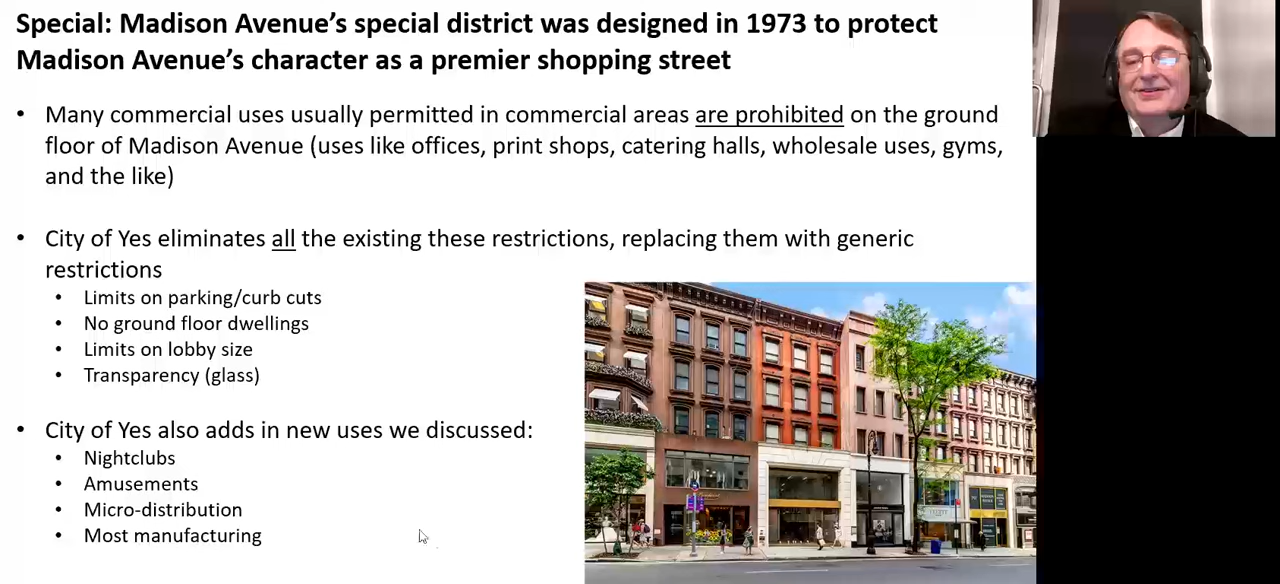 Special: Madison Avenue’s special district was designed in 1973 to protect
Madison Avenue’s character as a premier shopping street
• Many commercial uses usually permitted in commercial areas are prohibited on the ground
floor of Madison Avenue (uses like offices, print shops, catering halls, wholesale uses, gyms,
and the like)
• City of Yes eliminates all the existing these restrictions, replacing them with generic
restrictions
• Limits on parking/curb cuts
• No ground floor dwellings
• Limits on lobby size
• Transparency (glass)
• City of Yes also adds in new uses we discussed:
• Nightclubs
• Amusements
• Micro-distribution
• Most manufacturing